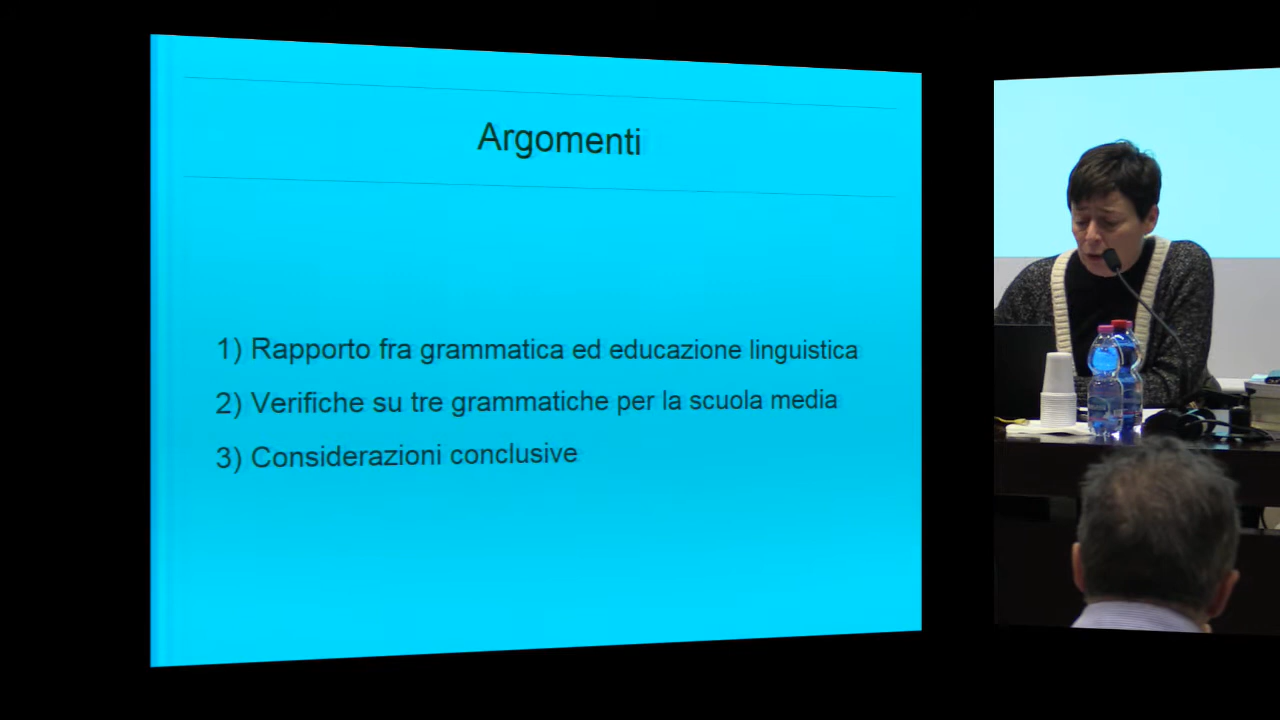 Argomenti
1) Rapporto fra grammatica ed educazione linguistica
2) Verifiche su tre grammatiche per la scuola media
3) Considerazioni conclusive